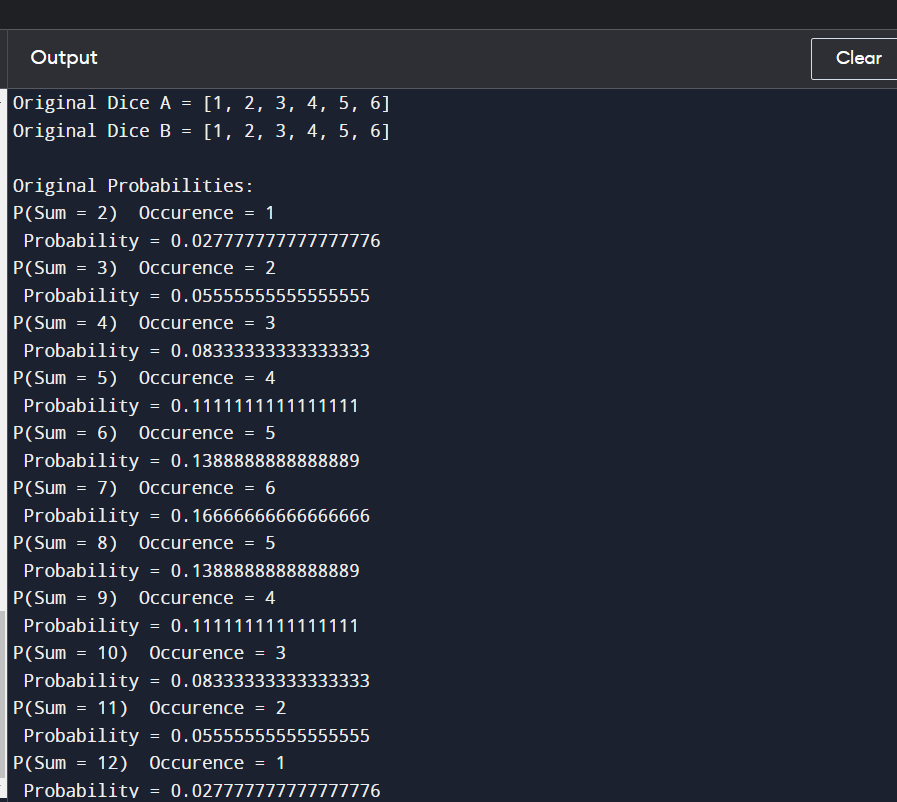 Output
Clear
Original Dice A = [1, 2, 3, 4, 5, 6]
Original Dice B = [1, 2, 3, 4, 5, 6]
Original Probabilities:
P(Sum = 2)  Occurence = 1
 Probability = 0.027777777777777776
P(Sum = 3)  Occurence = 2
 Probability = 0.05555555555555555
P(Sum = 4)  Occurence = 3
 Probability = 0.08333333333333333
P(Sum = 5)  Occurence = 4
 Probability = 0.1111111111111111
P(Sum = 6)  Occurence = 5
 Probability = 0.1388888888888889
P(Sum = 7)  Occurence = 6
 Probability = 0.16666666666666666
P(Sum = 8)  Occurence = 5
 Probability = 0.1388888888888889
P(Sum = 9)  Occurence = 4
 Probability = 0.1111111111111111
P(Sum = 10)  Occurence = 3
 Probability = 0.08333333333333333
P(Sum = 11)  Occurence = 2
 Probability = 0.05555555555555555
P(Sum = 12)  Occurence = 1
 Probability = 0.027777777777777776